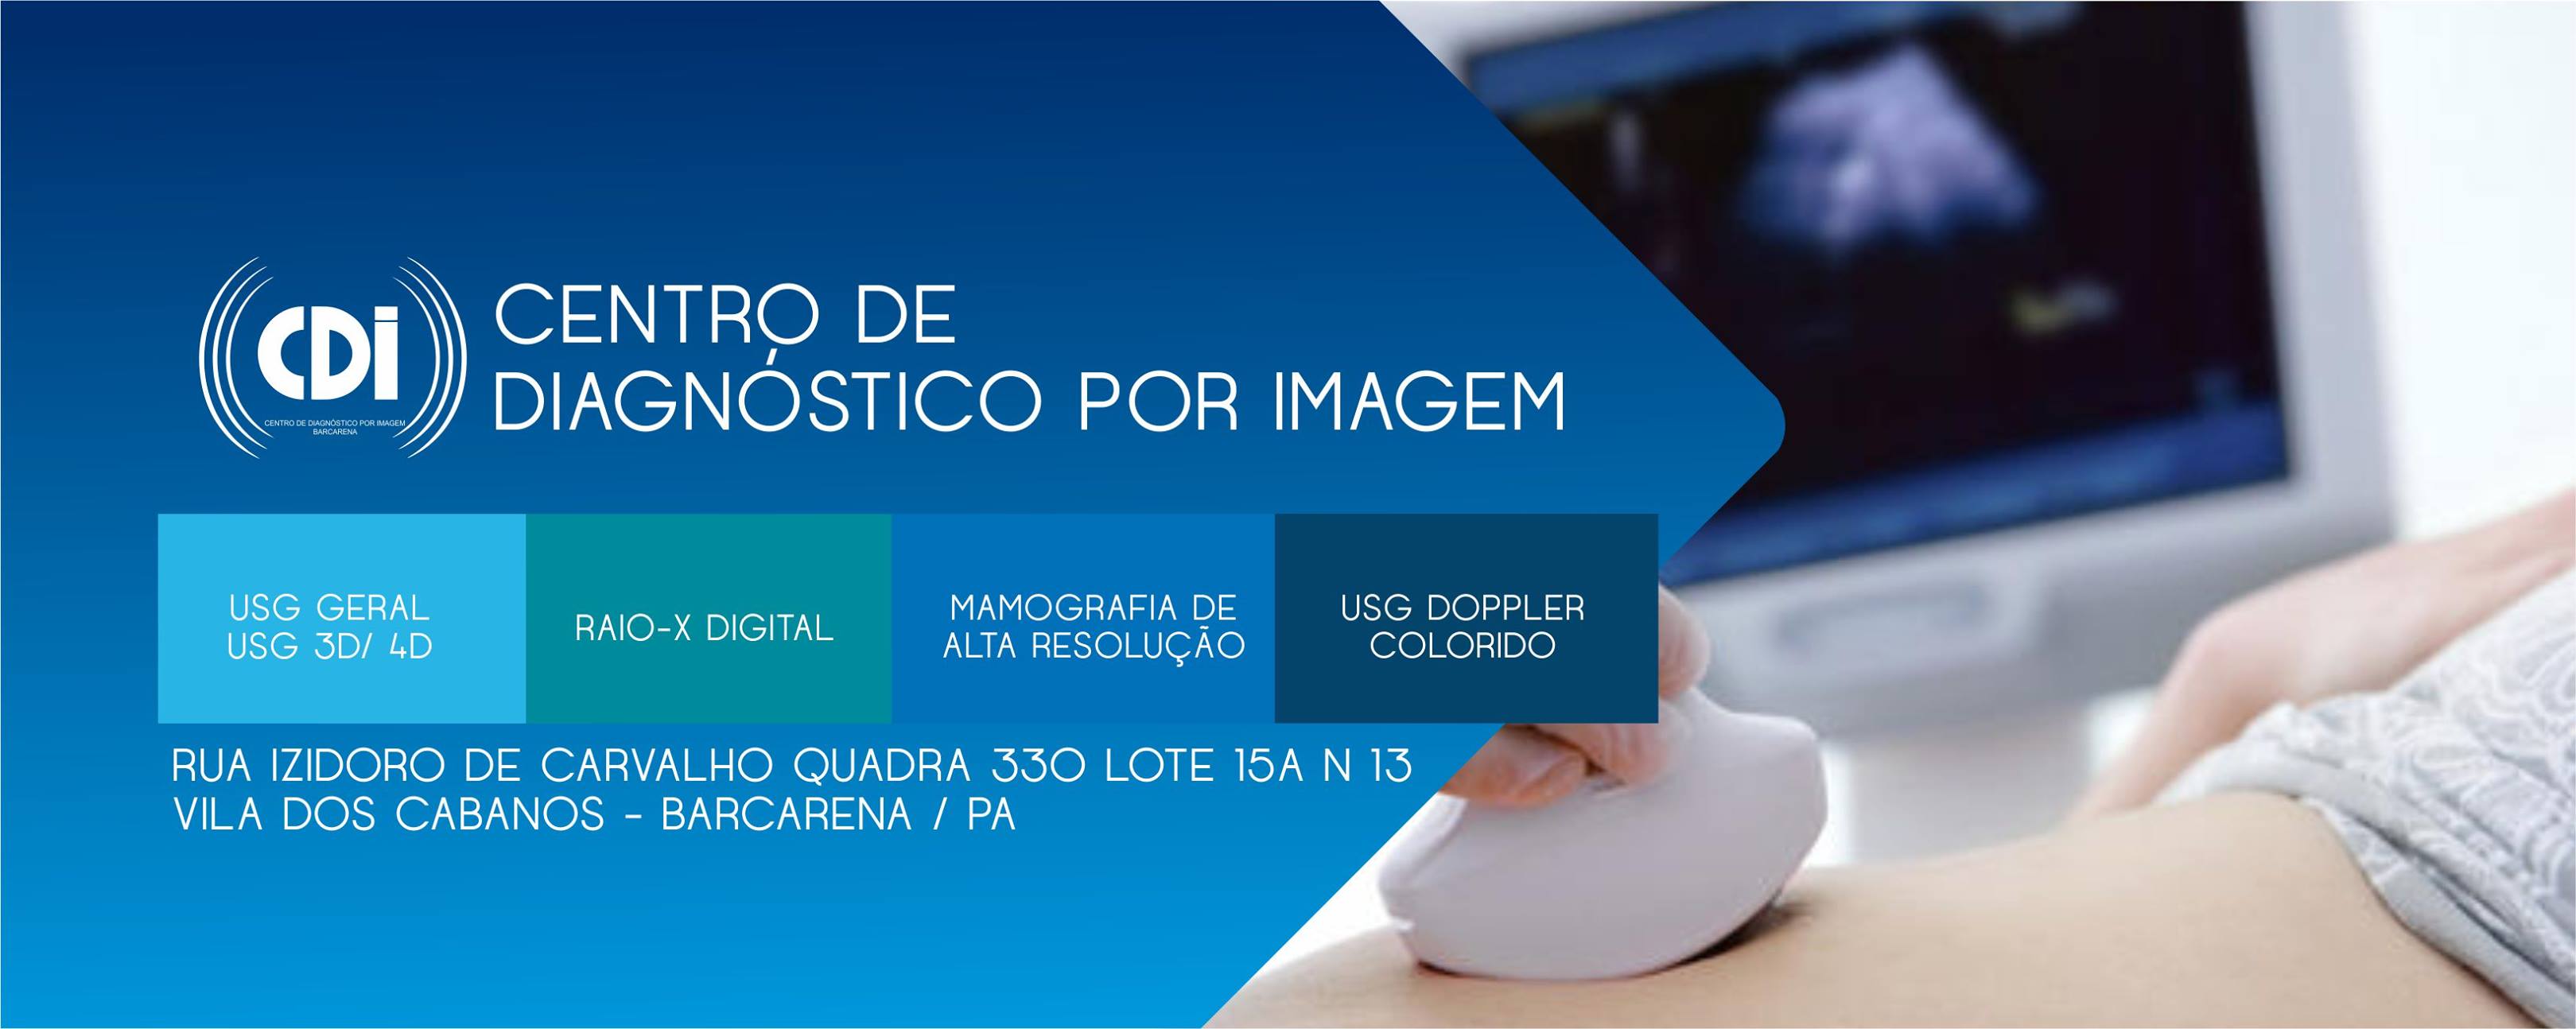 CDI
CENTRO DE DIAGNÓSTICO POR IMAGEM
BARCARENA
CENTRO DE
DIAGNÓSTICO POR IMAGEM
USG GERAL
USG 3D/ 4D
RAIO-X DIGITAL
MAMOGRAFIA DE
ALTA RESOLUÇÃO
USG DOPPLER
COLORIDO
RUA IZIDORO DE CARVALHO QUADRA 330 LOTE 15A N 13
VILA DOS CABANOS - BARCARENA / PA